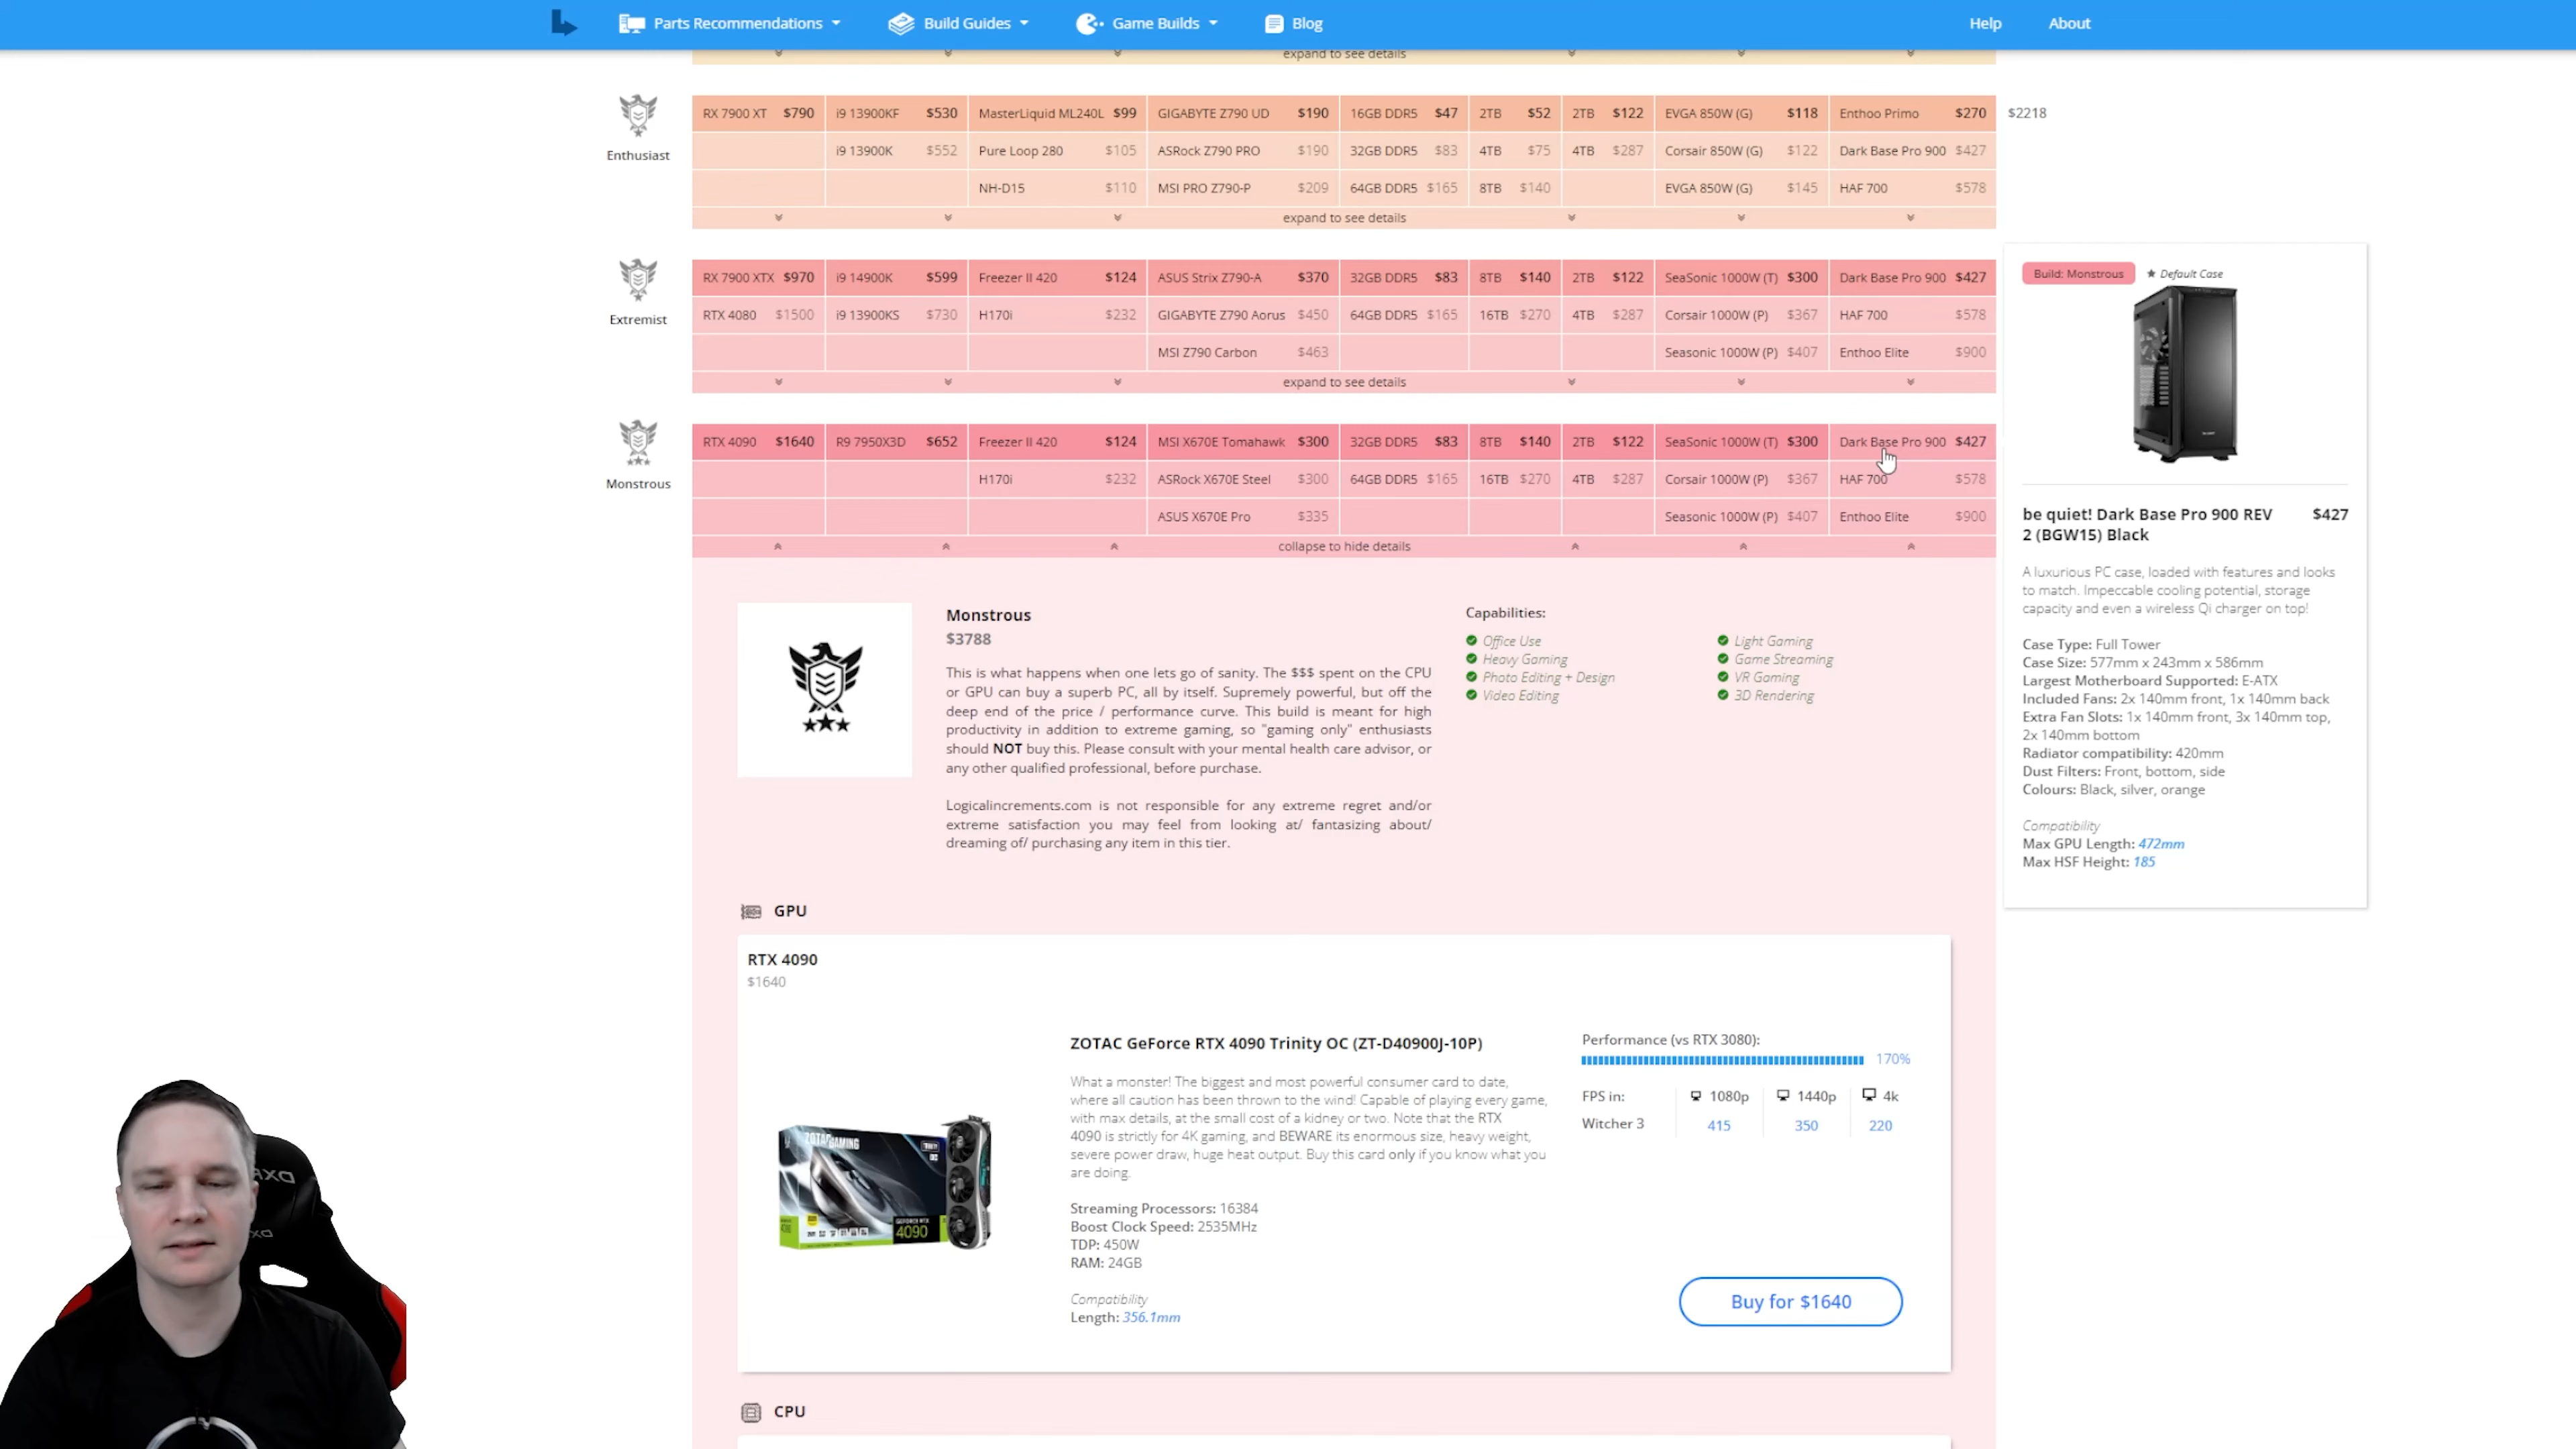 Parts Recommendations
Build Guides
Game Builds
Blog
Help
About
expand to see details
Enthusiast
RX 7900 XT $790 i9 13900KF $530 MasterLiquid ML240L $99 GIGABYTE Z790 UD $190 16GB DDR5 $47 2TB $52 2TB $122 EVGA 850W (G) $118 Enthoo Primo $270 $2218
i9 13900K $552 Pure Loop 280 $105 ASRock Z790 PRO $190 32GB DDR5 $83 4TB $75 4TB $287 Corsair 850W (G) $122 Dark Base Pro 900 $427
NH-D15 $110 MSI PRO Z790-P $209 64GB DDR5 $165 8TB $140 EVGA 850W (G) $145 HAF 700 $578
expand to see details
Extremist
RX 7900 XTX $970 i9 14900K $599 Freezer II 420 $124 ASUS Strix Z790-A $370 32GB DDR5 $83 8TB $140 2TB $122 SeaSonic 1000W (T) $300 Dark Base Pro 900 $427
RTX 4080 $1500 i9 13900KS $730 H170i $232 GIGABYTE Z790 Aorus $450 64GB DDR5 $165 16TB $270 4TB $287 Corsair 1000W (P) $367 HAF 700 $578
MSI Z790 Carbon $463 Seasonic 1000W (P) $407 Enthoo Elite $900
expand to see details
Monstrous
RTX 4090 $1640 R9 7950X3D $652 Freezer II 420 $124 MSI X670E Tomahawk $300 32GB DDR5 $83 8TB $140 2TB $122 SeaSonic 1000W (T) $300 Dark Base Pro 900 $427
H170i $232 ASRock X670E Steel $300 64GB DDR5 $165 16TB $270 4TB $287 Corsair 1000W (P) $367 HAF 700 $578
ASUS X670E Pro $335 Seasonic 1000W (P) $407 Enthoo Elite $900
collapse to hide details
Monstrous
$3788
This is what happens when one lets go of sanity. The $$$ spent on the CPU
or GPU can buy a superb PC, all by itself. Supremely powerful, but off the
deep end of the price / performance curve. This build is meant for high
productivity in addition to extreme gaming, so "gaming only" enthusiasts
should NOT buy this. Please consult with your mental health care advisor, or
any other qualified professional, before purchase.
Logicalincrements.com is not responsible for any extreme regret and/or
extreme satisfaction you may feel from looking at/ fantasizing about/
dreaming of/ purchasing any item in this tier.
Capabilities:
Office Use Light Gaming
Heavy Gaming Game Streaming
Photo Editing + Design VR Gaming
Video Editing 3D Rendering
GPU
RTX 4090
$1640
ZOTAC GAMING
TRINITY
OC
GEFORCE RTX
4090
ZOTAC GeForce RTX 4090 Trinity OC (ZT-D40900J-10P)
What a monster! The biggest and most powerful consumer card to date,
where all caution has been thrown to the wind! Capable of playing every game,
with max details, at the small cost of a kidney or two. Note that the RTX
4090 is strictly for 4K gaming, and BEWARE its enormous size, heavy weight,
severe power draw, huge heat output. Buy this card only if you know what you
are doing.
Streaming Processors: 16384
Boost Clock Speed: 2535MHz
TDP: 450W
RAM: 24GB
Compatibility
Length: 356.1mm
Performance (vs RTX 3080):
170%
FPS in: 1080p 1440p 4k
Witcher 3 415 350 220
Buy for $1640
CPU
Build: Monstrous
★ Default Case
be quiet! Dark Base Pro 900 REV $427
2 (BGW15) Black
A luxurious PC case, loaded with features and looks
to match. Impeccable cooling potential, storage
capacity and even a wireless Qi charger on top!
Case Type: Full Tower
Case Size: 577mm x 243mm x 586mm
Largest Motherboard Supported: E-ATX
Included Fans: 2x 140mm front, 1x 140mm back
Extra Fan Slots: 1x 140mm front, 3x 140mm top,
2x 140mm bottom
Radiator compatibility: 420mm
Dust Filters: Front, bottom, side
Colours: Black, silver, orange
Compatibility
Max GPU Length: 472mm
Max HSF Height: 185